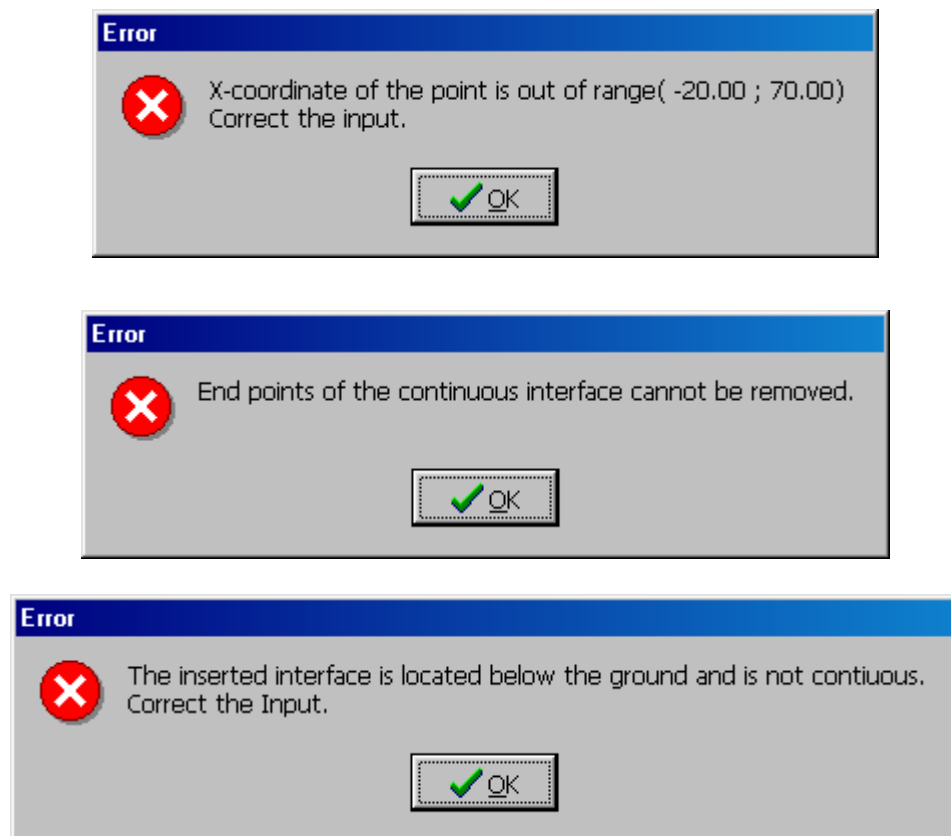 Error
X-coordinate of the point is out of range( -20.00 ; 70.00)
Correct the input.
OK
Error
End points of the continuous interface cannot be removed.
OK
Error
The inserted interface is located below the ground and is not contiuous.
Correct the Input.
OK